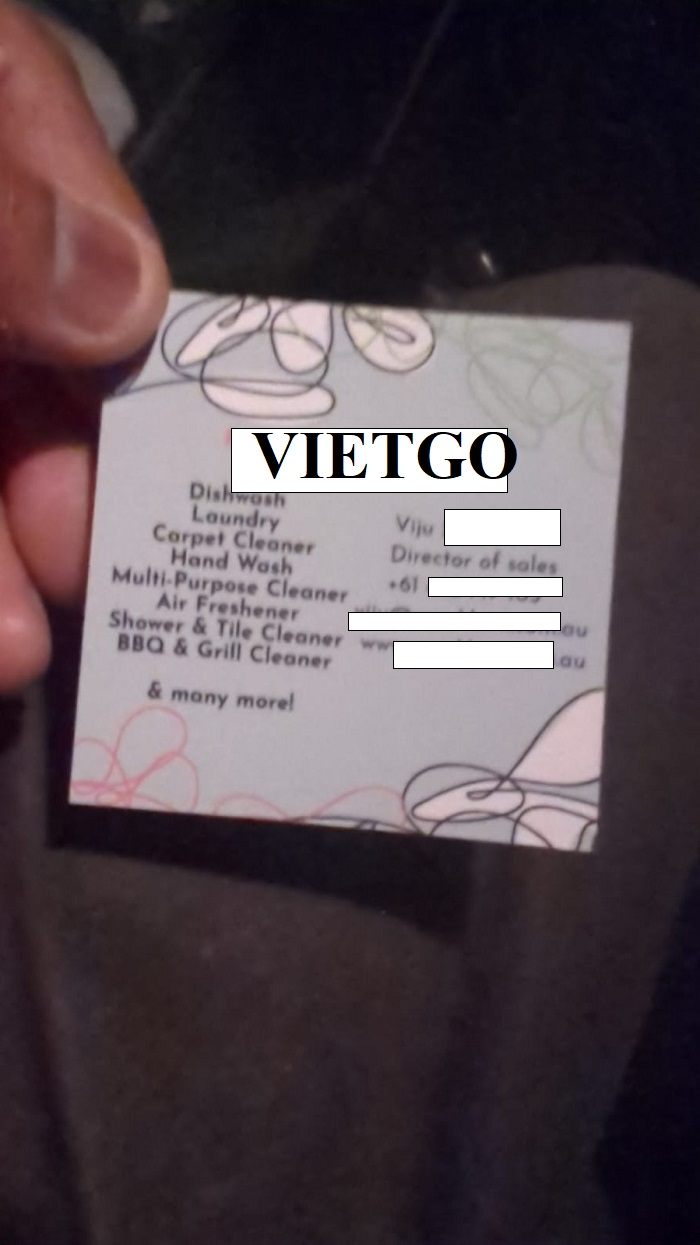 VIETGO
Dishwash
Laundry
Carpet Cleaner
Hand Wash
Multi-Purpose Cleaner
Air Freshener
Shower & Tile Cleaner
BBQ & Grill Cleaner
& many more!
Viju
Director of sales
+61
au
www
.au